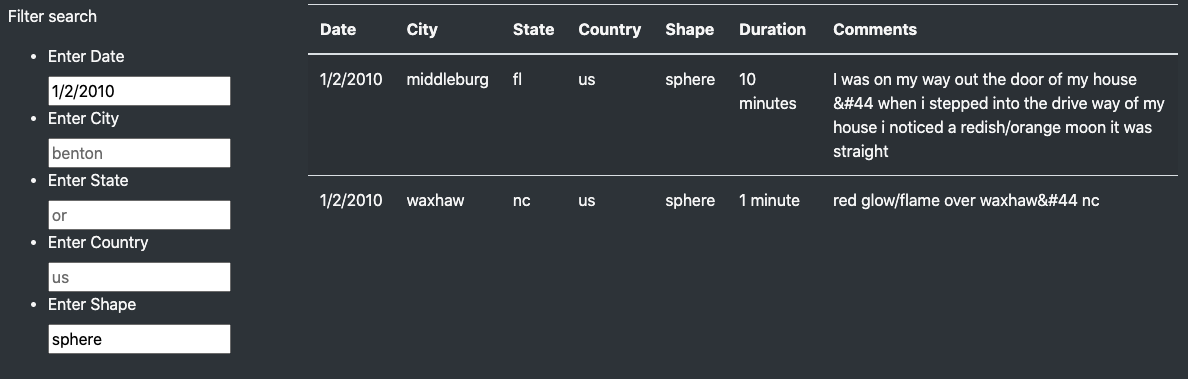 Filter search
Enter Date
1/2/2010
Enter City
benton
Enter State
or
Enter Country
us
Enter Shape
sphere
Date City State Country Shape Duration Comments
1/2/2010 middleburg fl us sphere 10 minutes I was on my way out the door of my house
&#44 when i stepped into the drive way of my
house i noticed a redish/orange moon it was
straight
1/2/2010 waxhaw nc us sphere 1 minute red glow/flame over waxhaw&#44 nc